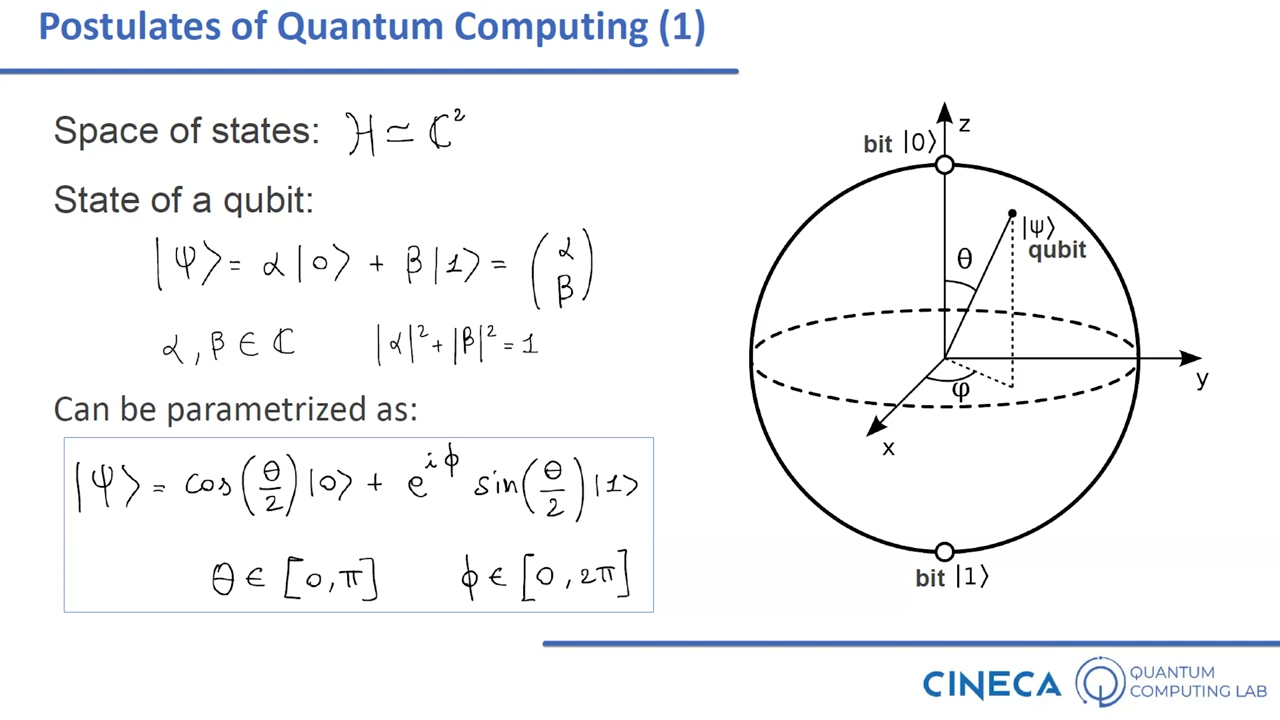 Postulates of Quantum Computing (1)
Space of states: H ≃ ℂ²
State of a qubit:
|Ψ⟩ = α|0⟩ + β|1⟩ = (α β)
α, β ∈ ℂ |α|² + |β|² = 1
Can be parametrized as:
|Ψ⟩ = cos(θ/2)|0⟩ + e^{iϕ} sin(θ/2)|1⟩
θ ∈ [0, π] ϕ ∈ [0, 2π]
z
bit |0⟩
|ψ⟩
qubit
θ
φ
y
x
bit |1⟩
CINECA
QUANTUM
COMPUTING LAB